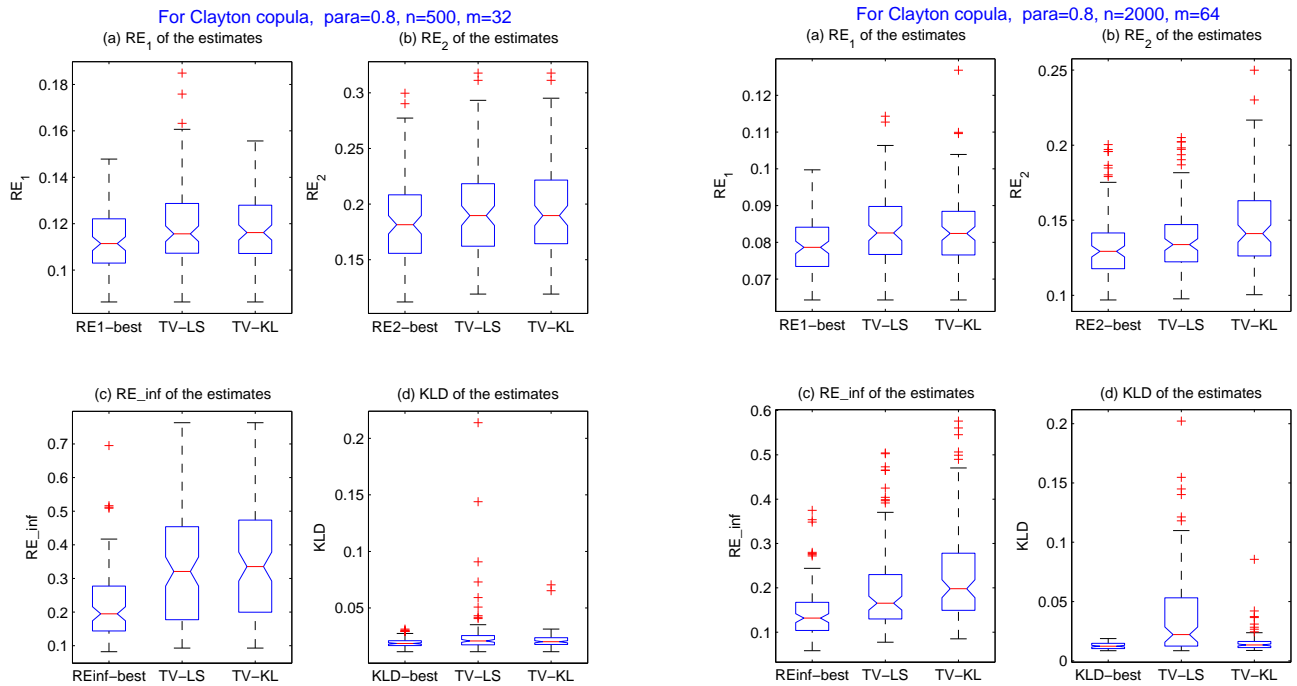 For Clayton copula, para=0.8, n=500, m=32
(a) RE1 of the estimates
RE1
0.18
0.16
0.14
0.12
0.1
RE1−best TV−LS TV−KL
(b) RE2 of the estimates
RE2
0.3
0.25
0.2
0.15
RE2−best TV−LS TV−KL
(c) RE_inf of the estimates
RE_inf
0.7
0.6
0.5
0.4
0.3
0.2
0.1
REinf−best TV−LS TV−KL
(d) KLD of the estimates
KLD
0.2
0.15
0.1
0.05
KLD−best TV−LS TV−KL
For Clayton copula, para=0.8, n=2000, m=64
(a) RE1 of the estimates
RE1
0.12
0.11
0.1
0.09
0.08
0.07
RE1−best TV−LS TV−KL
(b) RE2 of the estimates
RE2
0.25
0.2
0.15
0.1
RE2−best TV−LS TV−KL
(c) RE_inf of the estimates
RE_inf
0.6
0.5
0.4
0.3
0.2
0.1
REinf−best TV−LS TV−KL
(d) KLD of the estimates
KLD
0.2
0.15
0.1
0.05
0
KLD−best TV−LS TV−KL